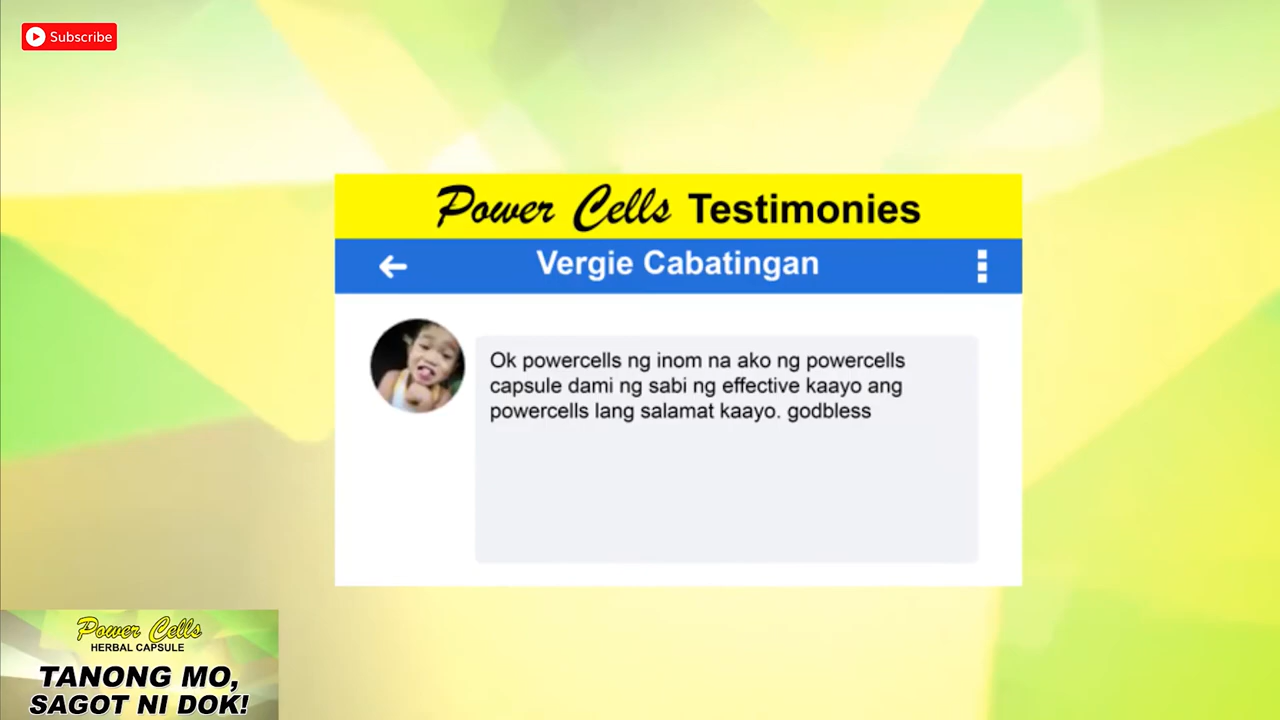 Subscribe
Power Cells Testimonies
Vergie Cabatingan
Ok powercells ng inom na ako ng powercells
capsule dami ng sabi ng effective kaayo ang
powercells lang salamat kaayo. godbless
Power Cells
HERBAL CAPSULE
TANONG MO,
SAGOT NI DOK!